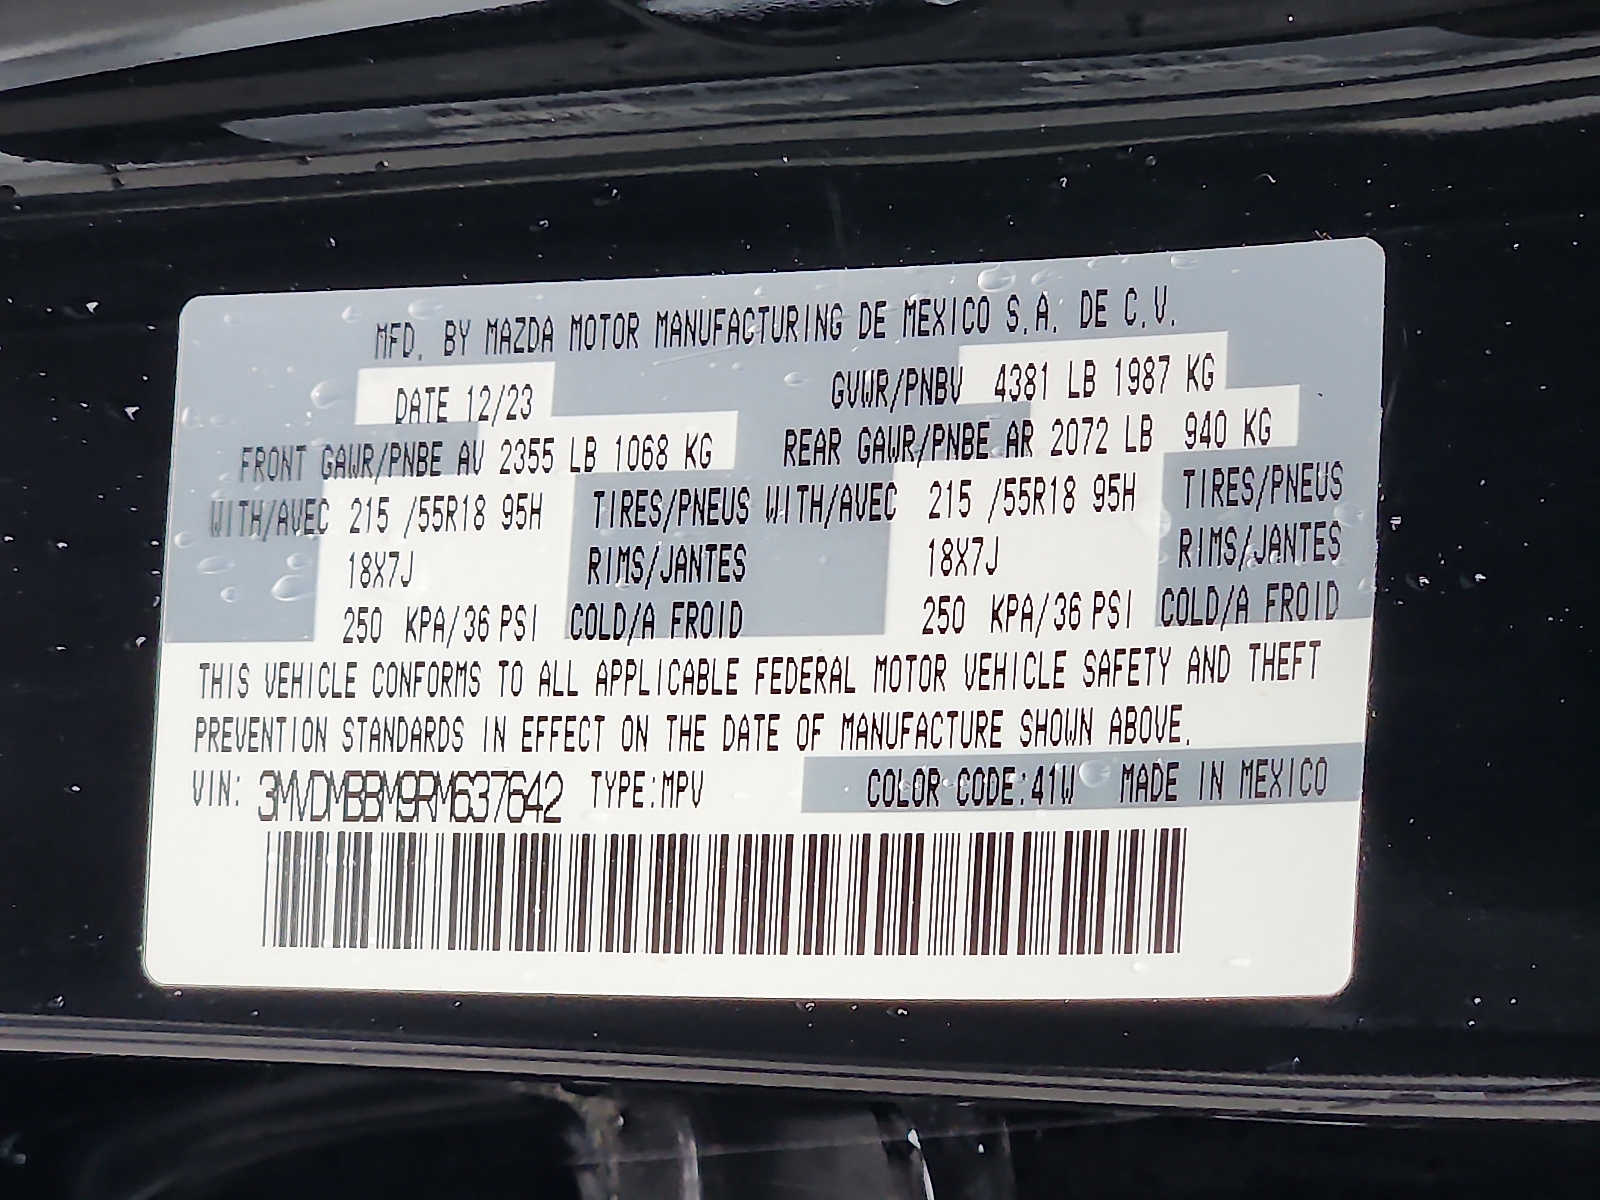 MFD. BY MAZDA MOTOR MANUFACTURING DE MEXICO S.A. DE C.V.
DATE 12/23 GVWR/PNBV 4381 LB 1987 KG
FRONT GAWR/PNBE AV 2355 LB 1068 KG REAR GAWR/PNBE AR 2072 LB 940 KG
WITH/AVEC 215 /55R18 95H TIRES/PNEUS WITH/AVEC 215 /55R18 95H TIRES/PNEUS
18X7J RIMS/JANTES 18X7J RIMS/JANTES
250 KPA/36 PSI COLD/A FROID 250 KPA/36 PSI COLD/A FROID
THIS VEHICLE CONFORMS TO ALL APPLICABLE FEDERAL MOTOR VEHICLE SAFETY AND THEFT
PREVENTION STANDARDS IN EFFECT ON THE DATE OF MANUFACTURE SHOWN ABOVE.
VIN: 3MVDMBBM9RM637642 TYPE:MPV COLOR CODE:41W MADE IN MEXICO